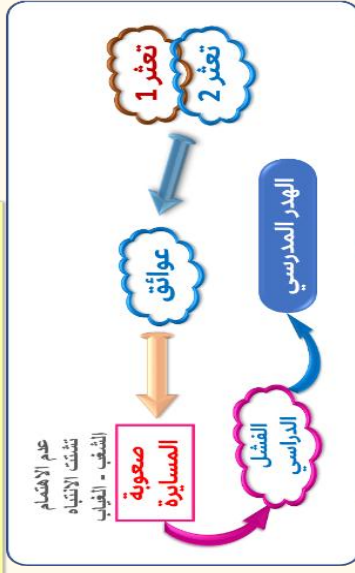 تعثر 1
تعثر 2
عوائق
عدم الاهتمام
تشتت الانتباه
الشغب - الغياب
صعوبة
المسايرة
الفشل
الدراسي
الهدر المدرسي